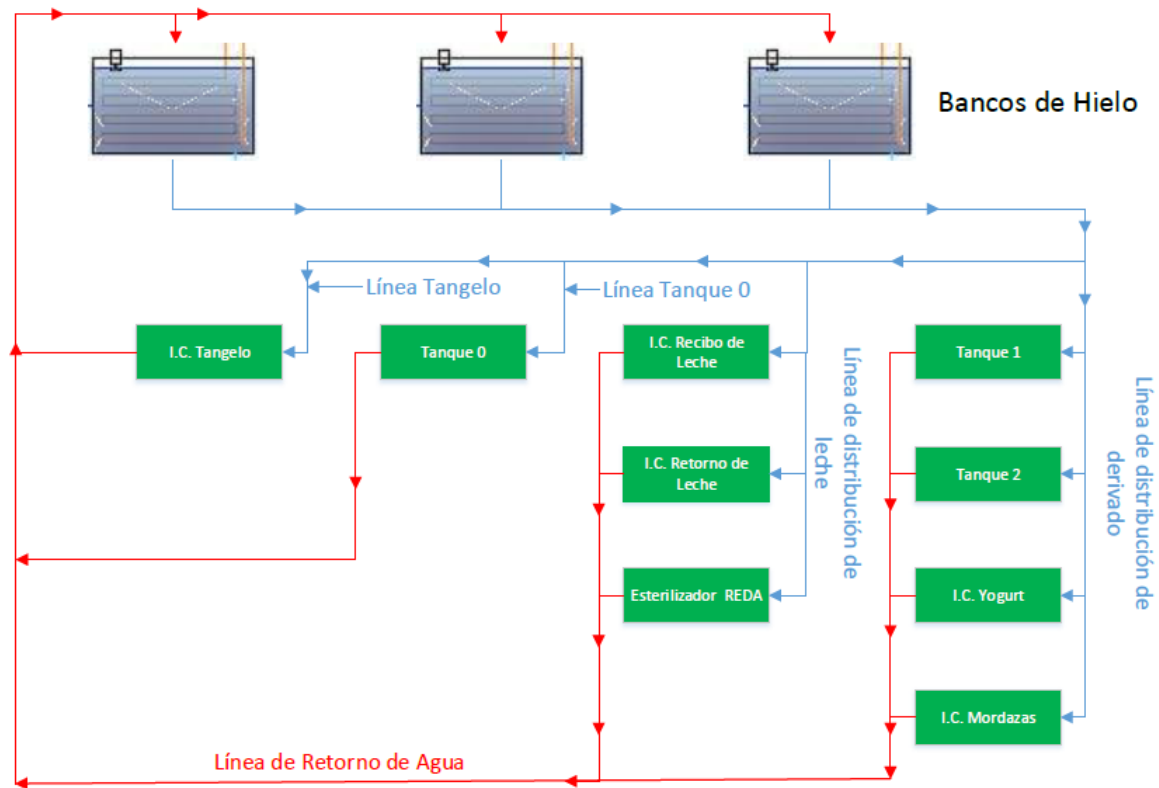 Bancos de Hielo
Línea Tangelo
Línea Tanque 0
I.C. Tangelo
Tanque 0
I.C. Recibo de
Leche
Tanque 1
I.C. Retorno de
Leche
Tanque 2
Esterilizador REDA
I.C. Yogurt
I.C. Mordazas
Línea de distribución de
leche
Línea de distribución de
derivado
Línea de Retorno de Agua